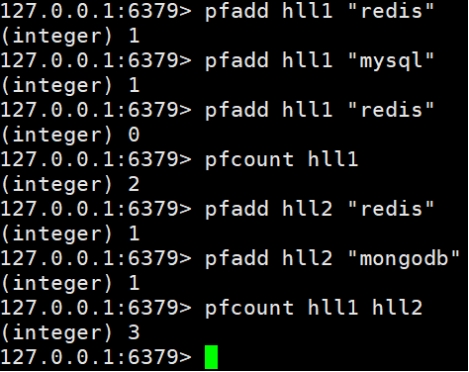 127.0.0.1:6379> pfadd hll1 "redis"
(integer) 1
127.0.0.1:6379> pfadd hll1 "mysql"
(integer) 1
127.0.0.1:6379> pfadd hll1 "redis"
(integer) 0
127.0.0.1:6379> pfcount hll1
(integer) 2
127.0.0.1:6379> pfadd hll2 "redis"
(integer) 1
127.0.0.1:6379> pfadd hll2 "mongodb"
(integer) 1
127.0.0.1:6379> pfcount hll1 hll2
(integer) 3
127.0.0.1:6379>